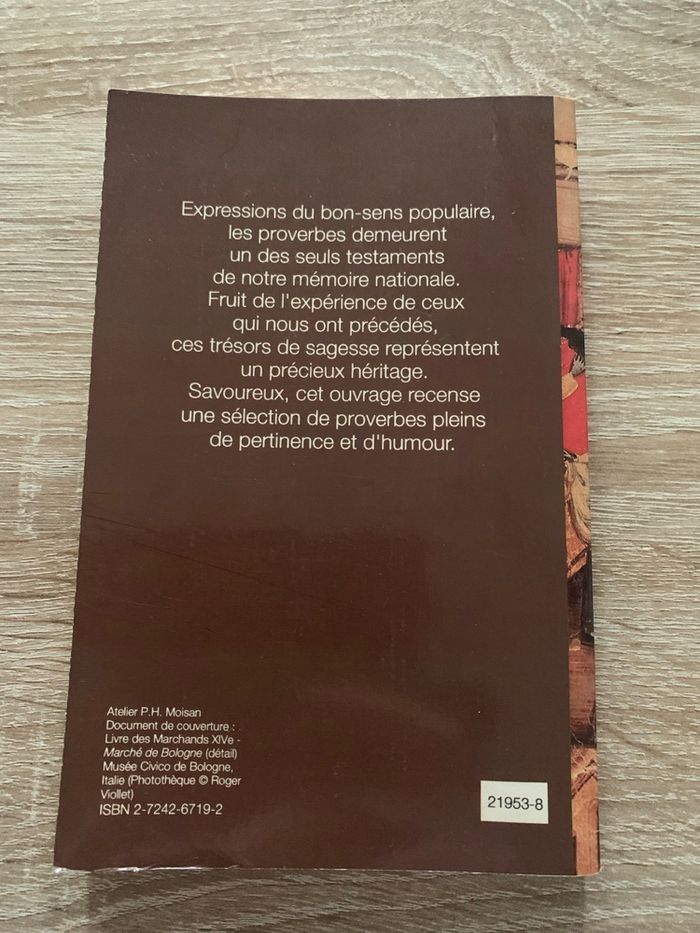 Expressions du bon-sens populaire,
les proverbes demeurent
un des seuls testaments
de notre mémoire nationale.
Fruit de l'expérience de ceux
qui nous ont précédés,
ces trésors de sagesse représentent
un précieux héritage.
Savoureux, cet ouvrage recense
une sélection de proverbes pleins
de pertinence et d'humour.
Atelier P.H. Moisan
Document de couverture :
Livre des Marchands XIVe -
Marché de Bologne (détail)
Musée Civico de Bologne,
Italie (Photothèque © Roger
Viollet)
ISBN 2-7242-6719-2
21953-8